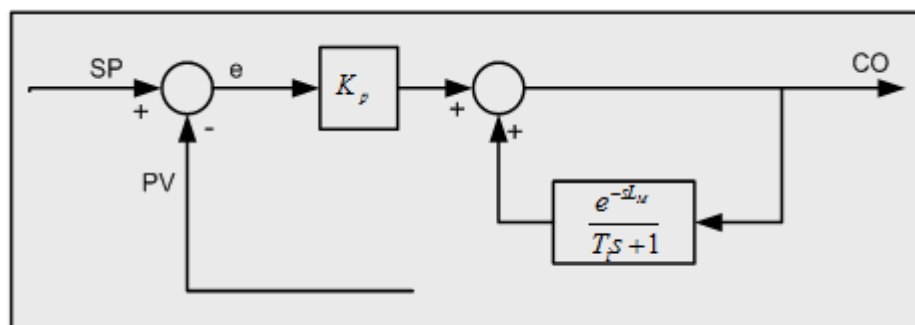 SP
+
-
e
K_p
+
+
CO
PV
e^{-sL_M}
T_i s + 1